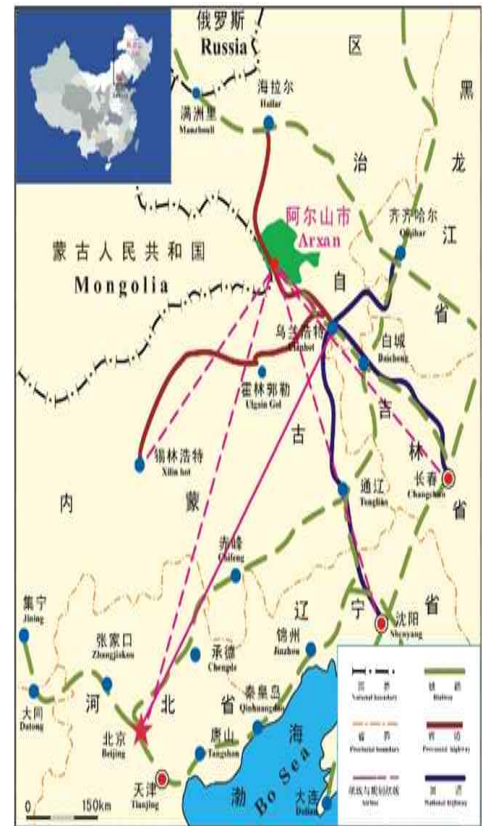 俄罗斯
Russia
区
黑
海拉尔
Hailar
满洲里
Manzhouli
治
龙
阿尔山市
Arxan
齐齐哈尔
Qiqihar
江
蒙古人民共和国
Mongolia
自
省
乌兰浩特
白城
Baicheng
霍林郭勒
Ulgain Gol
吉
古
林
锡林浩特
Xilin hot
长春
Changchun
通辽
Tongliao
内
蒙
省
赤峰
Chifeng
集宁
Jining
辽
宁
省
沈阳
Shenyang
张家口
Zhangjiakou
承德
Chengde
锦州
Jinzhou
大同
Datong
河
北
省
秦皇岛
Qinhuangdao
北京
Beijing
唐山
Tangshan
海
天津
Tianjing
渤
Bo Sea
大连
Dalian
0
150km
国界
National boundary
铁路
省界
Provincial boundary
省道
Provincial highway
国道
National highway